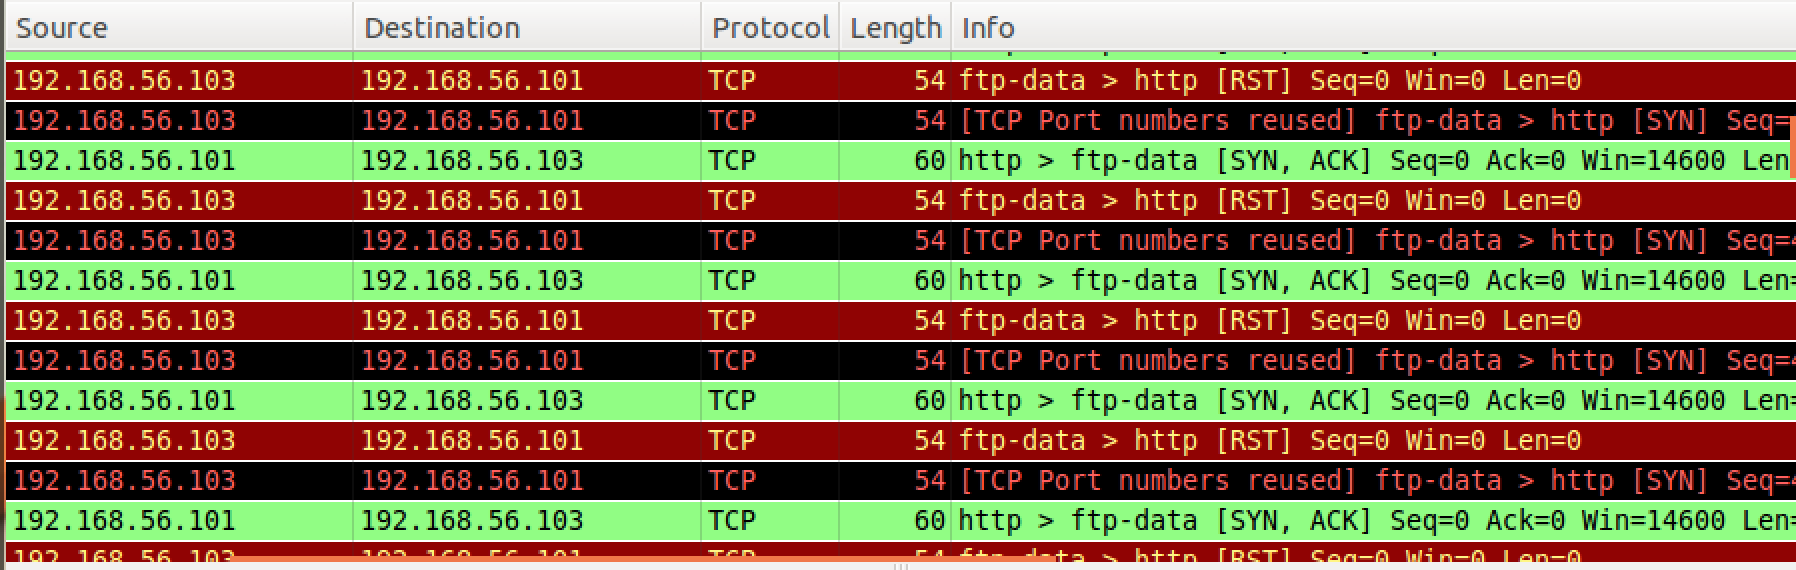 Source Destination Protocol Length Info
192.168.56.103 192.168.56.101 TCP 54 ftp-data > http [RST] Seq=0 Win=0 Len=0
192.168.56.103 192.168.56.101 TCP 54 [TCP Port numbers reused] ftp-data > http [SYN] Seq=
192.168.56.101 192.168.56.103 TCP 60 http > ftp-data [SYN, ACK] Seq=0 Ack=0 Win=14600 Len
192.168.56.103 192.168.56.101 TCP 54 ftp-data > http [RST] Seq=0 Win=0 Len=0
192.168.56.103 192.168.56.101 TCP 54 [TCP Port numbers reused] ftp-data > http [SYN] Seq=4
192.168.56.101 192.168.56.103 TCP 60 http > ftp-data [SYN, ACK] Seq=0 Ack=0 Win=14600 Len=
192.168.56.103 192.168.56.101 TCP 54 ftp-data > http [RST] Seq=0 Win=0 Len=0
192.168.56.103 192.168.56.101 TCP 54 [TCP Port numbers reused] ftp-data > http [SYN] Seq=4
192.168.56.101 192.168.56.103 TCP 60 http > ftp-data [SYN, ACK] Seq=0 Ack=0 Win=14600 Len=
192.168.56.103 192.168.56.101 TCP 54 ftp-data > http [RST] Seq=0 Win=0 Len=0
192.168.56.103 192.168.56.101 TCP 54 [TCP Port numbers reused] ftp-data > http [SYN] Seq=4
192.168.56.101 192.168.56.103 TCP 60 http > ftp-data [SYN, ACK] Seq=0 Ack=0 Win=14600 Len=
192.168.56.103 192.168.56.101 TCP 54 ftp-data > http [RST] Seq=0 Win=0 Len=0